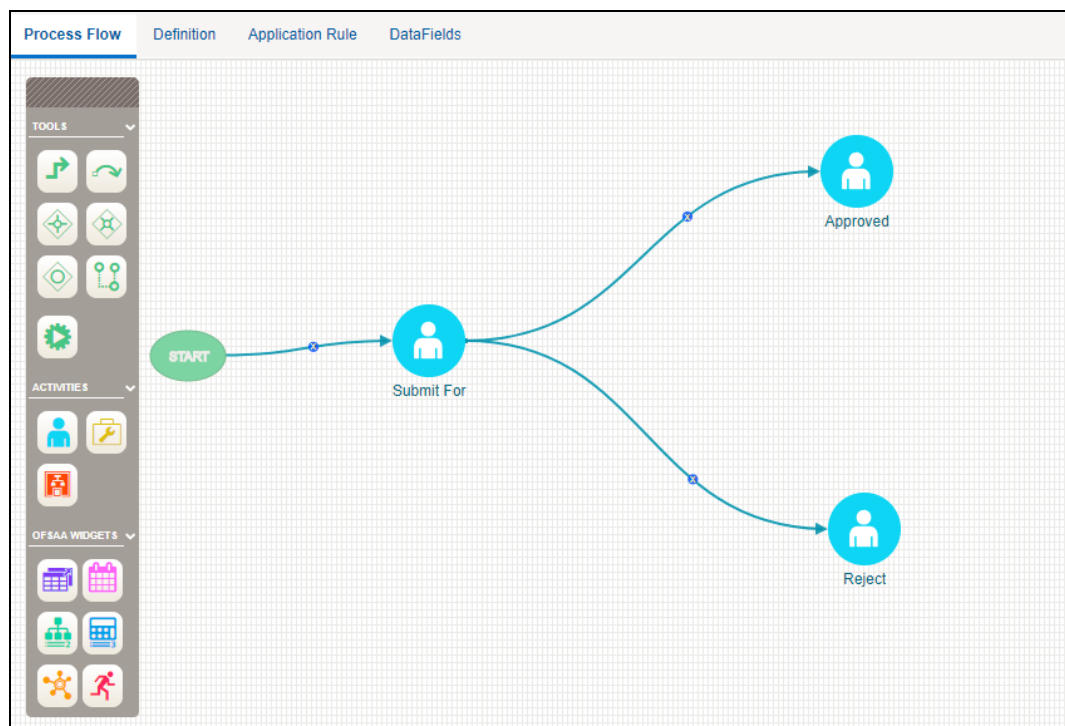 Process Flow Definition Application Rule DataFields
TOOLS
Approved
START
Submit For
ACTIVITIES
OFSAA WIDGETS
Reject